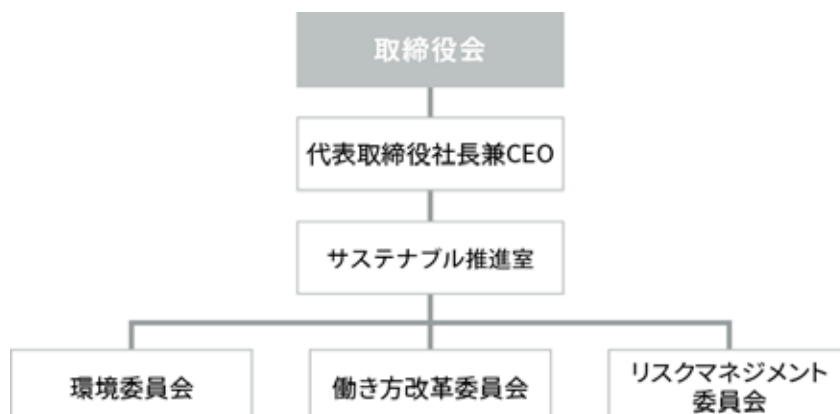 取締役会
代表取締役社長兼CEO
サステナブル推進室
環境委員会
働き方改革委員会
リスクマネジメント
委員会